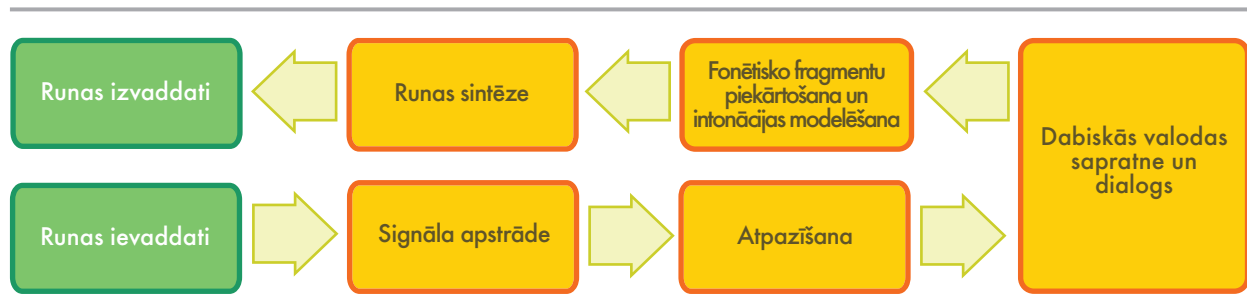 Runas izvaddati
Runas sintēze
Fonētisko fragmentu
piekārtošana un
intonācijas modelēšana
Dabiskās valodas
sapratne un
dialogs
Runas ievaddati
Signāla apstrāde
Atpazīšana